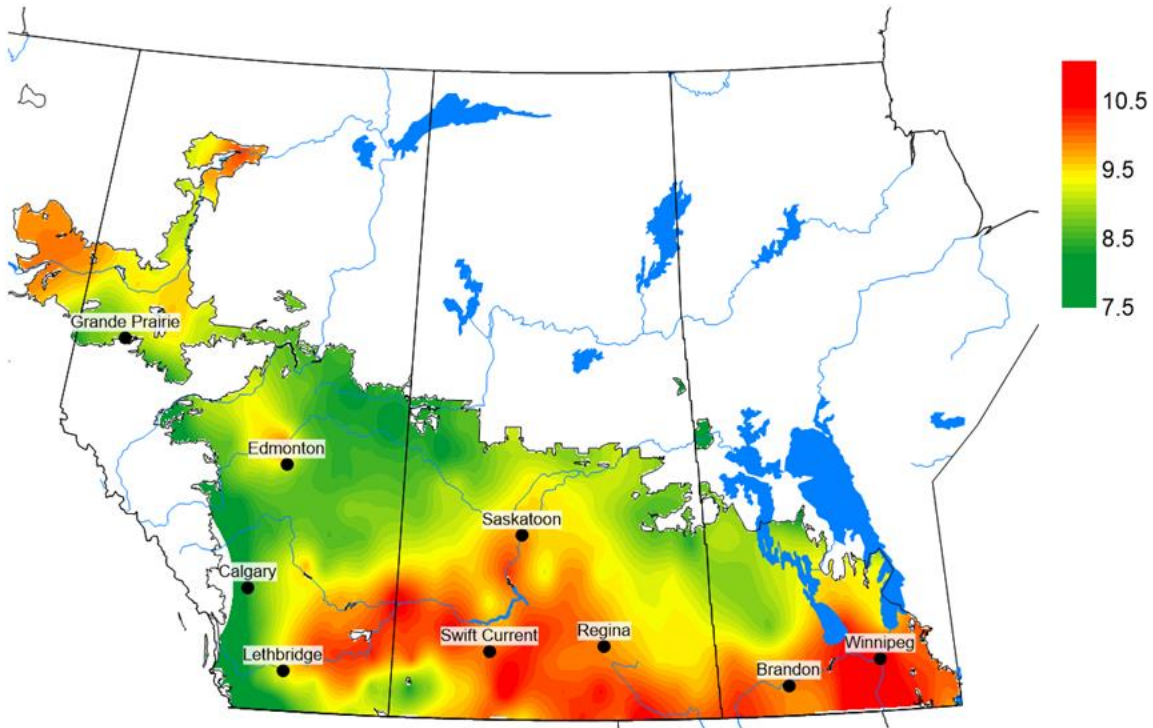 10.5
9.5
8.5
7.5
Grande Prairie
Edmonton
Saskatoon
Calgary
Swift Current
Regina
Winnipeg
Lethbridge
Brandon